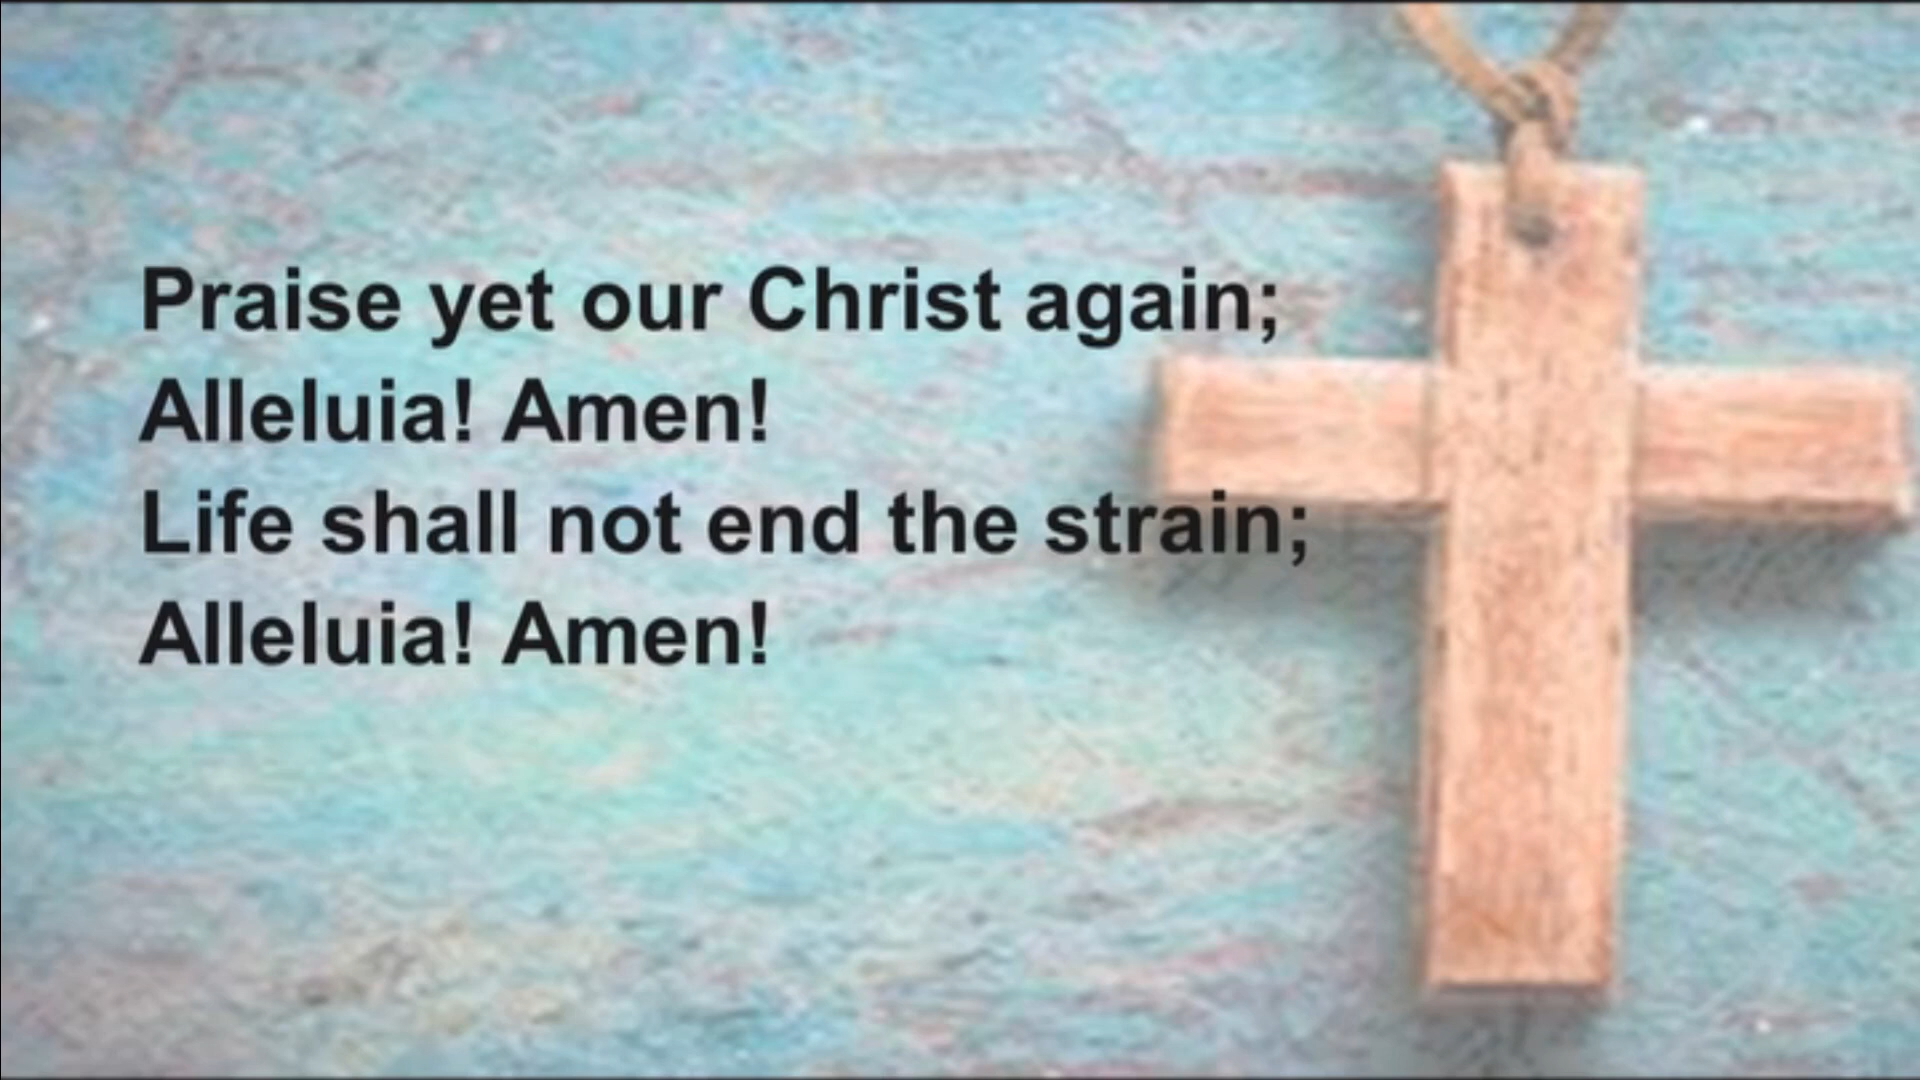 Praise yet our Christ again;
Alleluia! Amen!
Life shall not end the strain;
Alleluia! Amen!